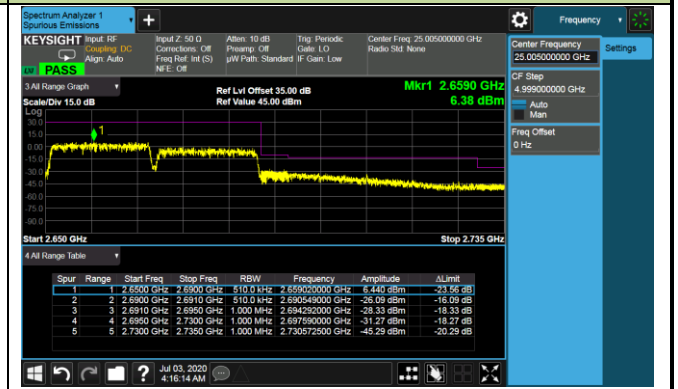 Spectrum Analyzer 1
Spurious Emissions
Frequency
KEYSIGHT Input: RF
Coupling: DC
Align: Auto
Input Z: 50 Ω
Corrections: Off
Freq Ref: Int (S)
NFE: Off
Atten: 10 dB
Preamp: Off
µW Path: Standard
Trig: Periodic
Gate: LO
IF Gain: Low
Center Freq: 25.005000000 GHz
Radio Std: None
PASS
Center Frequency
25.005000000 GHz
Settings
CF Step
4.999000000 GHz
Auto
Man
Freq Offset
0 Hz
3 All Range Graph
Scale/Div 15.0 dB
Ref Lvl Offset 35.00 dB
Ref Value 45.00 dBm
Mkr1 2.6590 GHz
6.38 dBm
Log
30.0
15.0
0.00
-15.0
-30.0
-45.0
-60.0
-75.0
-90.0
1
Start 2.650 GHz
Stop 2.735 GHz
4 All Range Table
Spur Range Start Freq Stop Freq RBW Frequency Amplitude ΔLimit
1 1 2.6500 GHz 2.6900 GHz 510.0 kHz 2.659020000 GHz 6.440 dBm -23.56 dB
2 2 2.6900 GHz 2.6910 GHz 510.0 kHz 2.690549000 GHz -26.09 dBm -16.09 dB
3 3 2.6910 GHz 2.6950 GHz 1.000 MHz 2.694292000 GHz -28.33 dBm -18.33 dB
4 4 2.6950 GHz 2.7300 GHz 1.000 MHz 2.697590000 GHz -31.27 dBm -18.27 dB
5 5 2.7300 GHz 2.7350 GHz 1.000 MHz 2.730572500 GHz -45.29 dBm -20.29 dB
Jul 03, 2020
4:16:14 AM